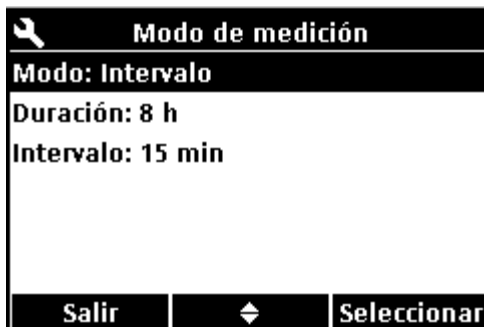 Modo de medición
Modo: Intervalo
Duración: 8 h
Intervalo: 15 min
Salir
Seleccionar